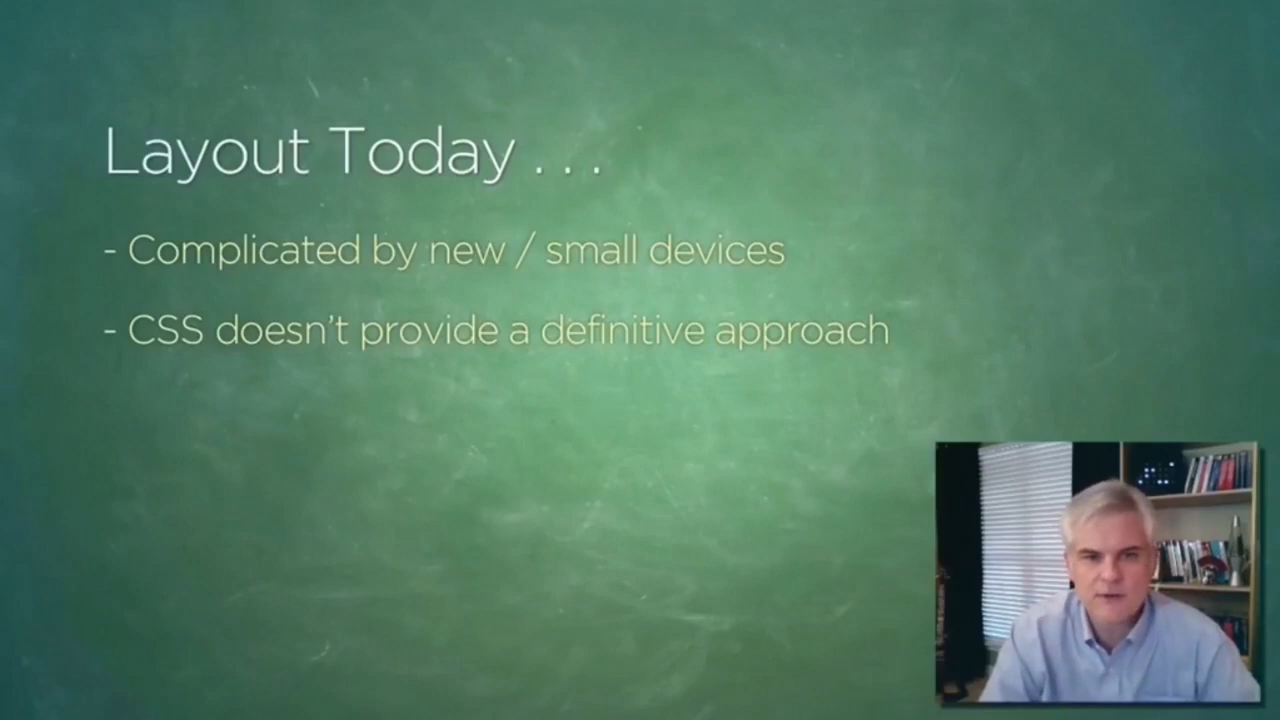 Layout Today . . .
- Complicated by new / small devices
- CSS doesn’t provide a definitive approach